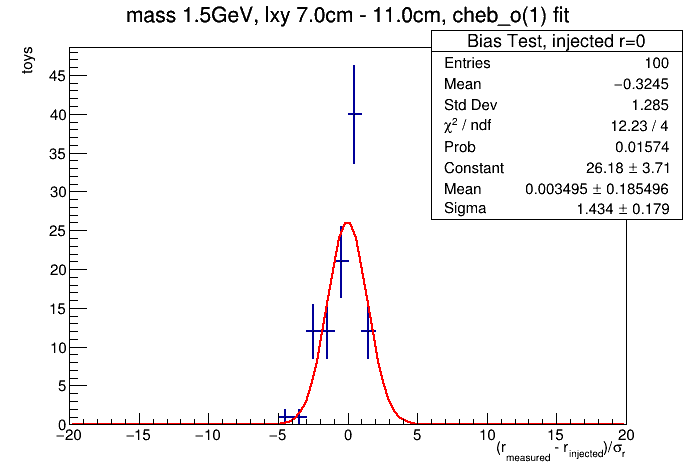 mass 1.5GeV, lxy 7.0cm - 11.0cm, cheb_o(1) fit
Bias Test, injected r=0
Entries 100
Mean −0.3245
Std Dev 1.285
χ² / ndf 12.23 / 4
Prob 0.01574
Constant 26.18 ± 3.71
Mean 0.003495 ± 0.185496
Sigma 1.434 ± 0.179
toys
45
40
35
30
25
20
15
10
5
0
−20 −15 −10 −5 0 5 10 15 20
(r_measured - r_injected)/σ_r